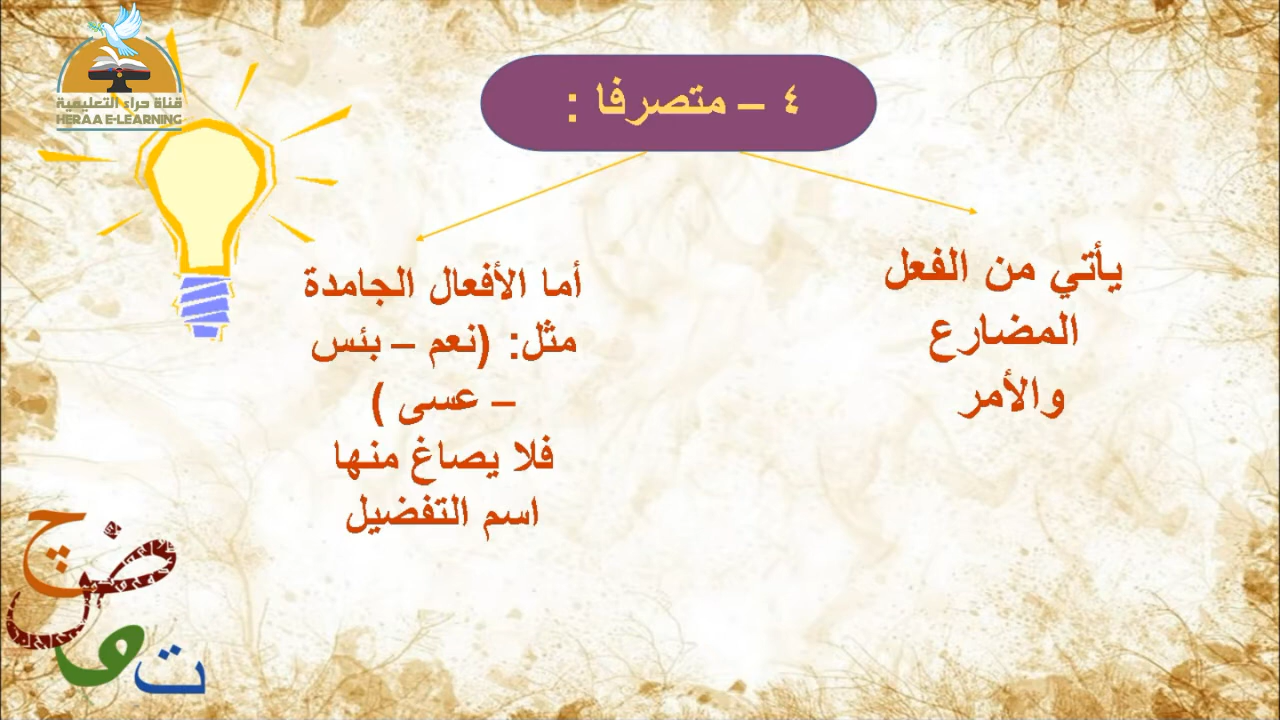 قناة حراء التعليمية
HERAA E-LEARNING
٤ – متصرفا :
يأتي من الفعل
المضارع
والأمر
أما الأفعال الجامدة
مثل: (نعم – بئس
– عسى )
فلا يصاغ منها
اسم التفضيل
ج
ض
و
ت